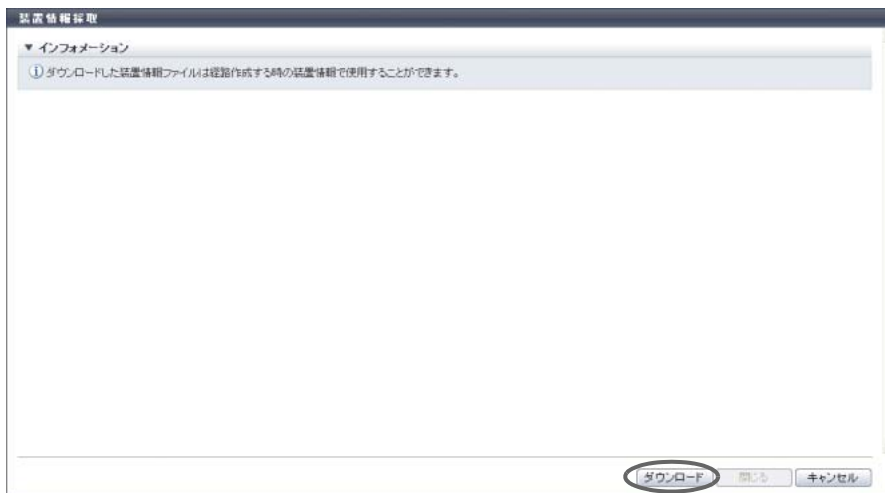 装置情報採取
▼ インフォメーション
ダウンロードした装置情報ファイルは経路作成する時の装置情報で使用することができます。
ダウンロード 閉じる キャンセル